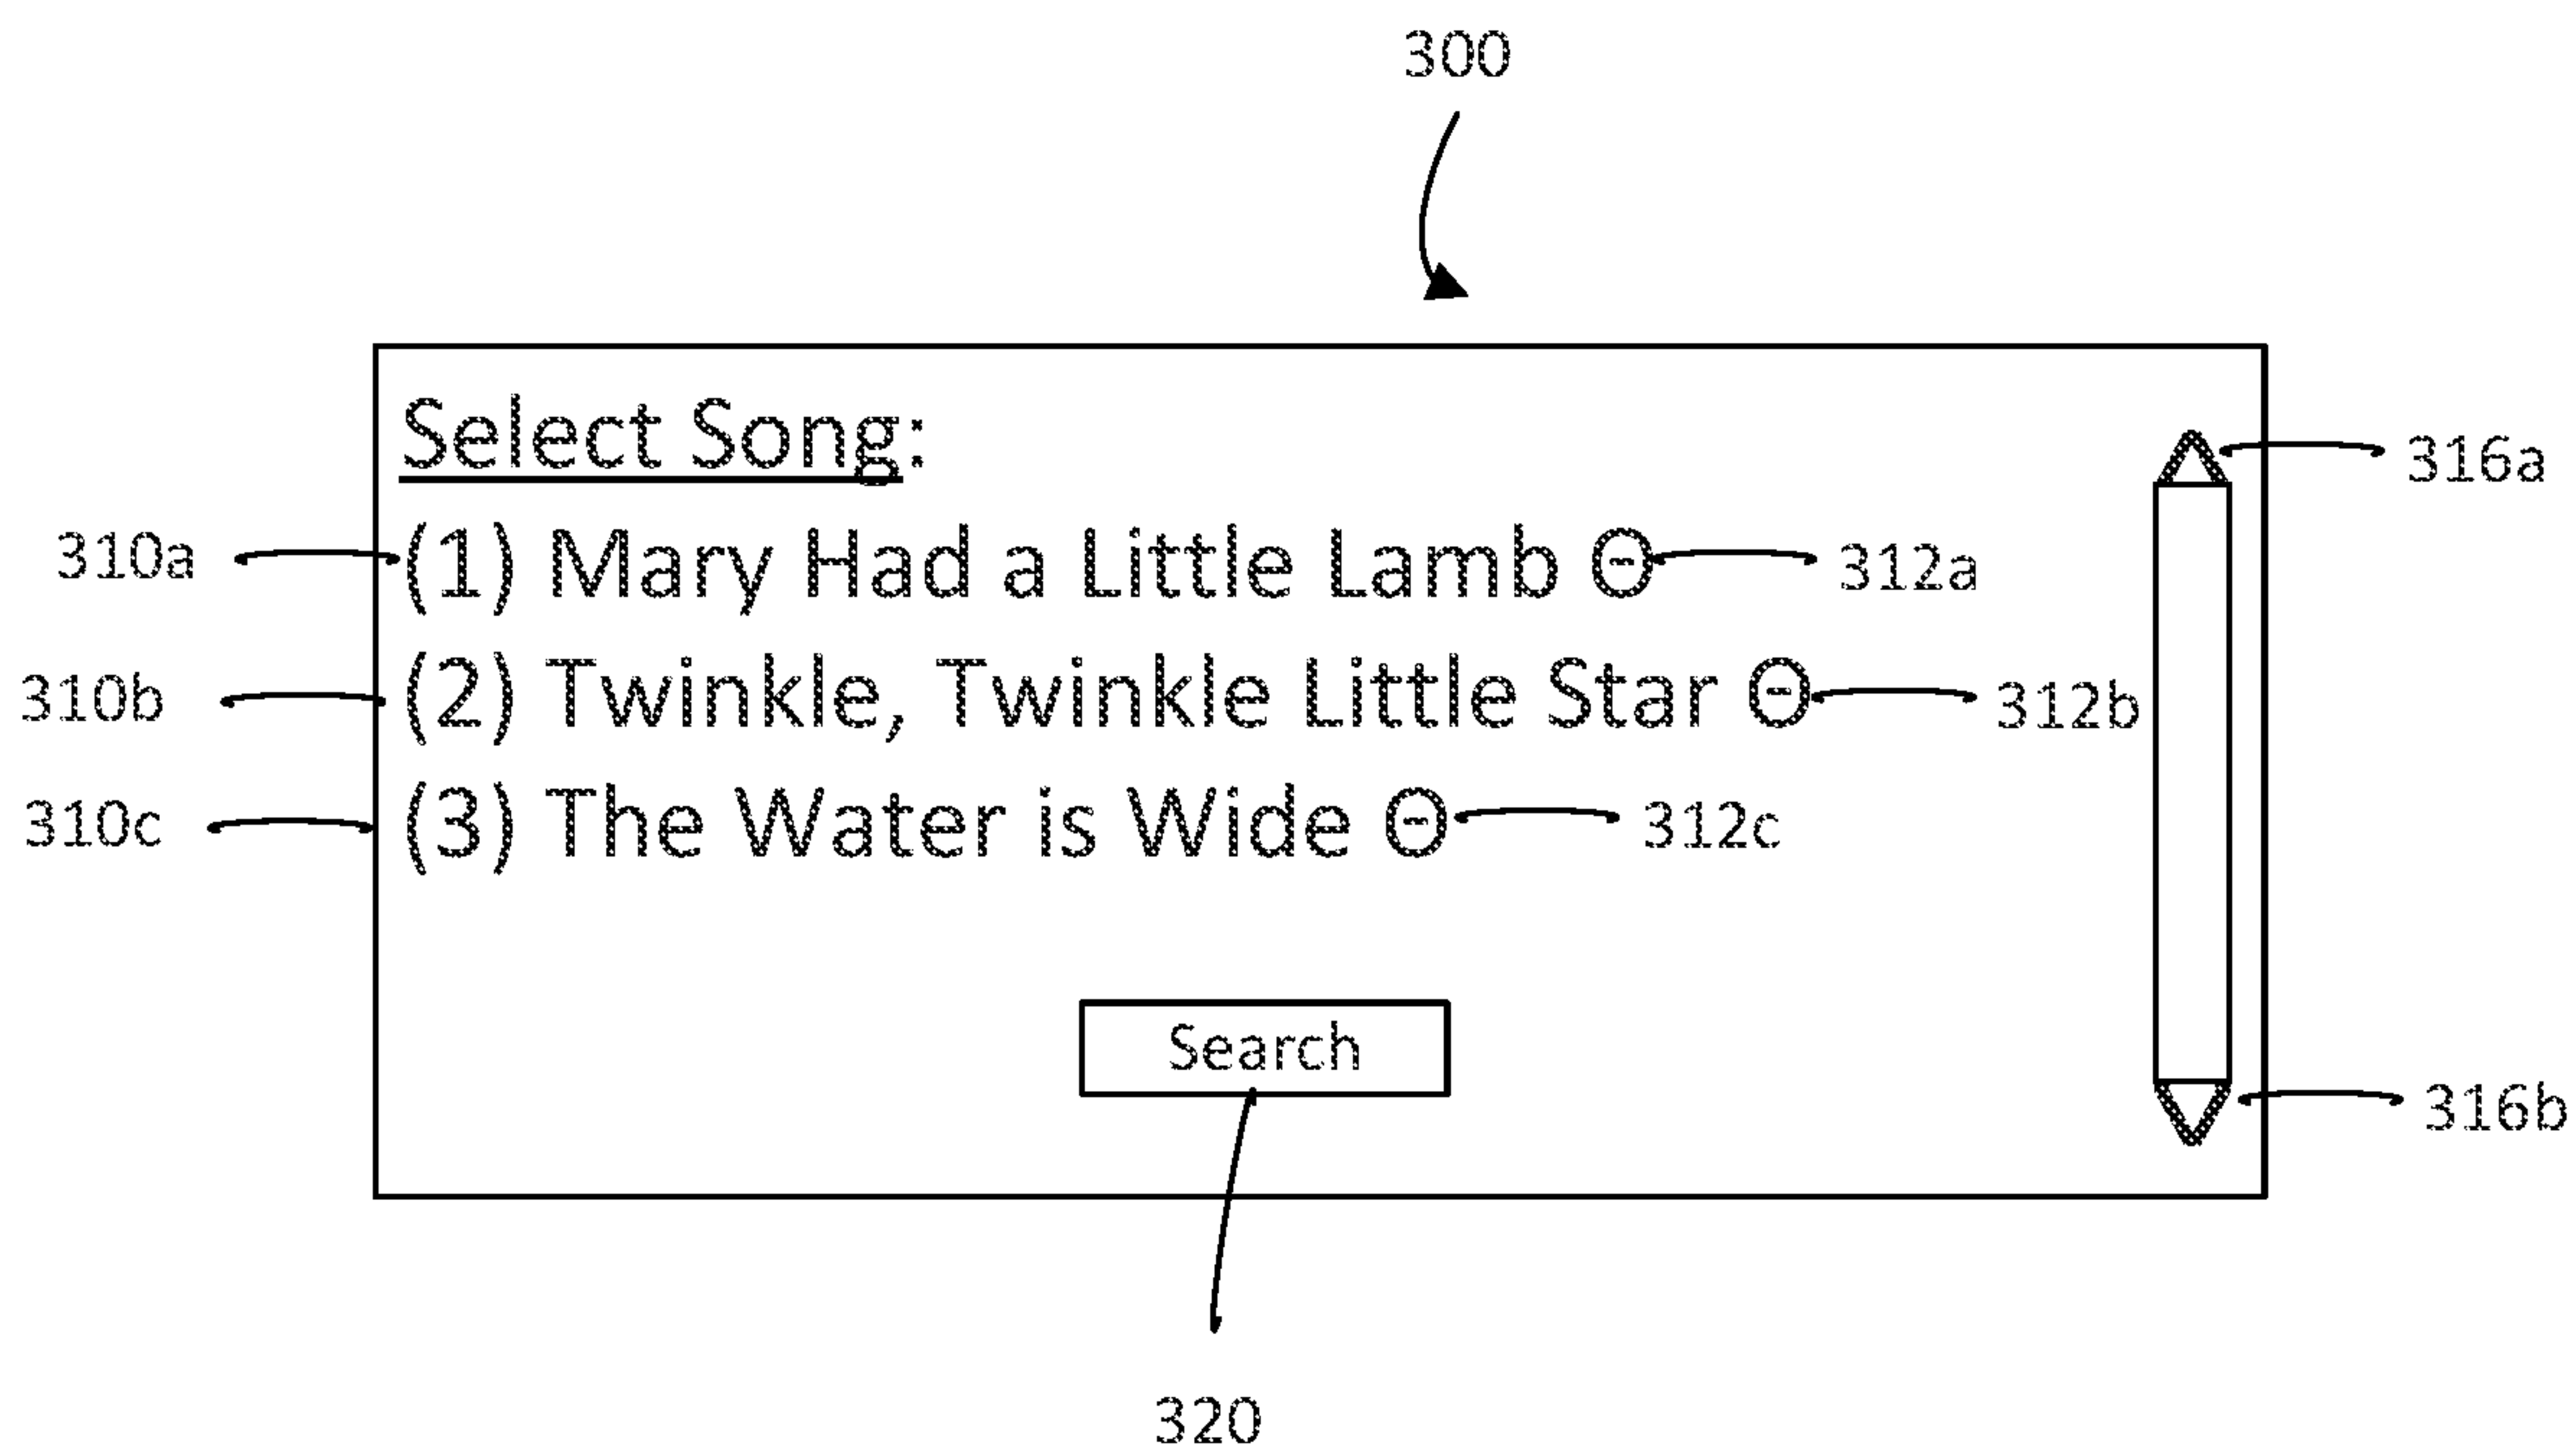 300
Select Song:
316a
310a (1) Mary Had a Little Lamb ⊖ 312a
310b (2) Twinkle, Twinkle Little Star ⊖ 312b
310c (3) The Water is Wide ⊖ 312c
Search
316b
320